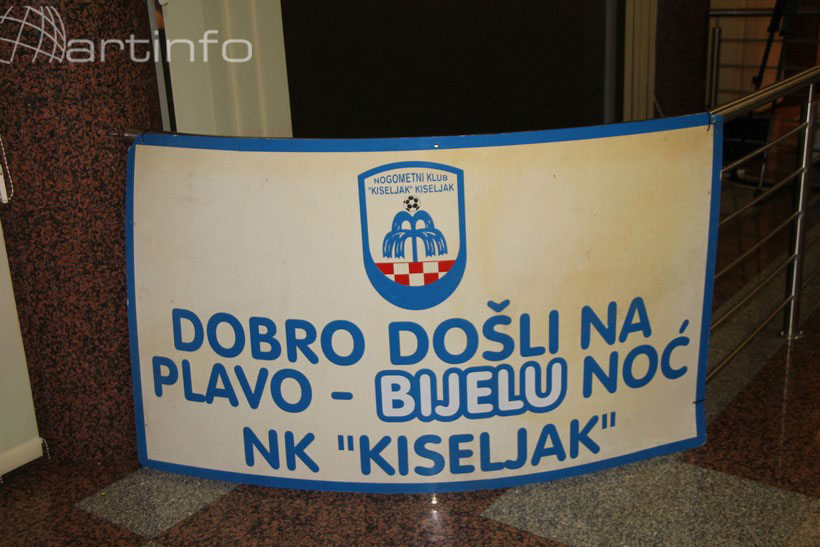 artinfo
NOGOMETNI KLUB
"KISELJAK" KISELJAK
DOBRO DOŠLI NA
PLAVO - BIJELU NOĆ
NK "KISELJAK"